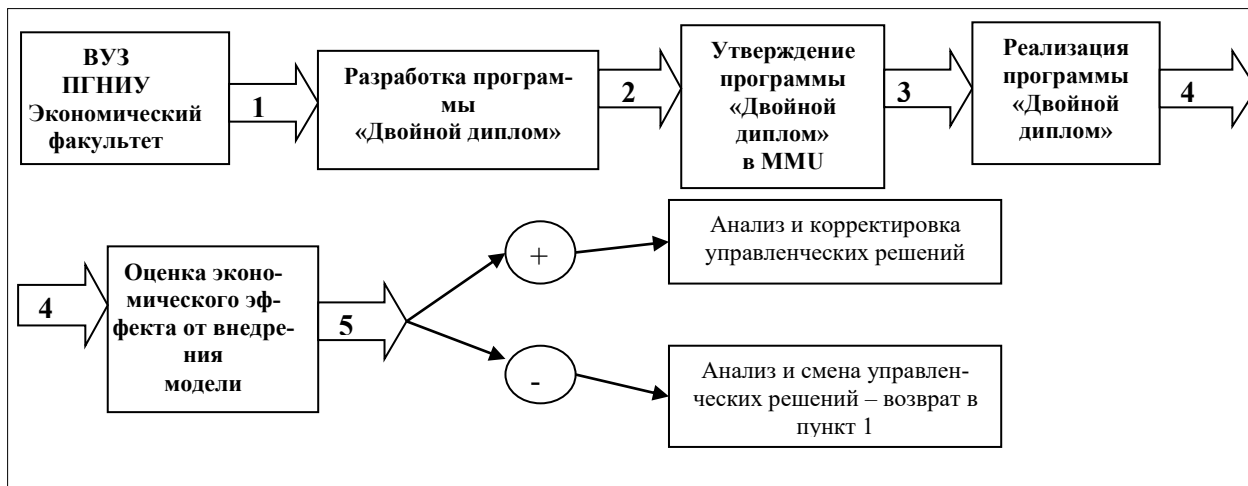 ВУЗ
ПГНИУ
Экономический
факультет
1
Разработка програм-
мы
«Двойной диплом»
2
Утверждение
программы
«Двойной
диплом»
в MMU
3
Реализация
программы
«Двойной
диплом»
4
4
Оценка эконо-
мического эф-
фекта от внедре-
ния
модели
5
+
Анализ и корректировка
управленческих решений
-
Анализ и смена управлен-
ческих решений – возврат в
пункт 1